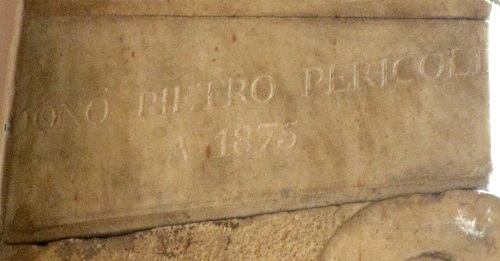 DONÒ PIETRO PERICOLI
A 1875